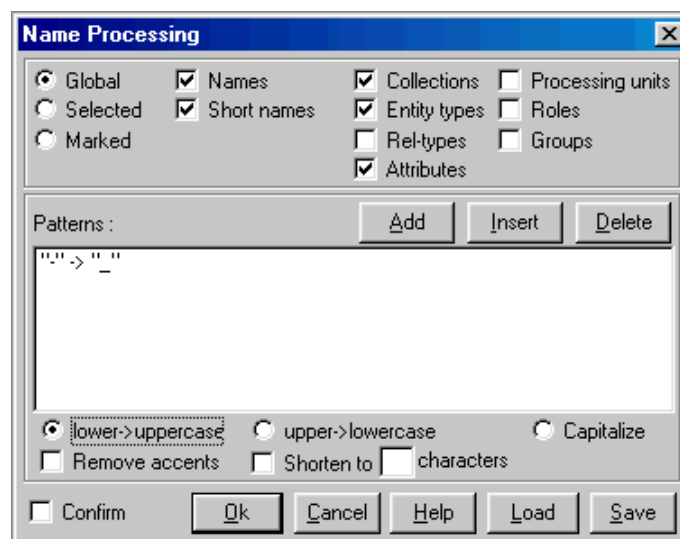 Name Processing
Global Names Collections Processing units
Selected Short names Entity types Roles
Marked Rel-types Groups
Attributes
Patterns : Add Insert Delete
"-" -> "_"
lower->uppercase upper->lowercase Capitalize
Remove accents Shorten to characters
Confirm Ok Cancel Help Load Save